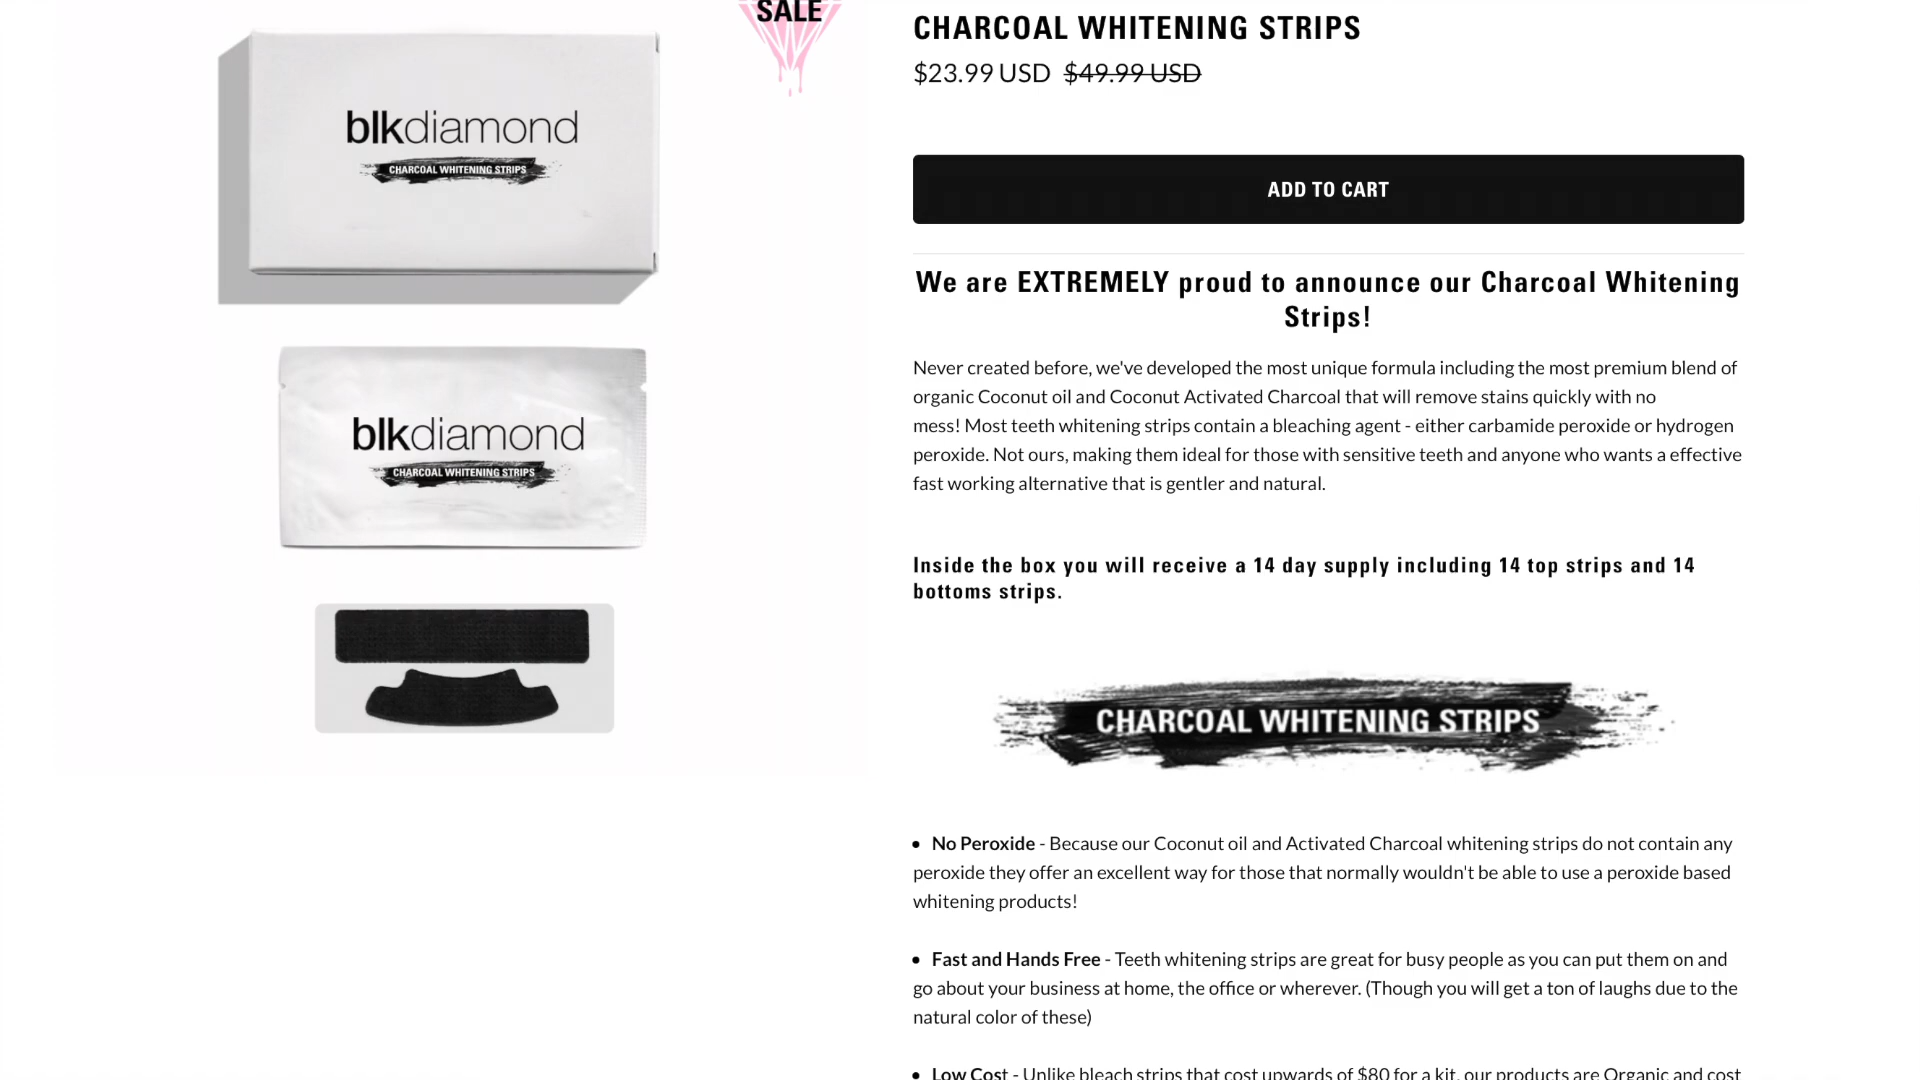 SALE
blkdiamond
CHARCOAL WHITENING STRIPS
blkdiamond
CHARCOAL WHITENING STRIPS
CHARCOAL WHITENING STRIPS
$23.99 USD $49.99 USD
ADD TO CART
We are EXTREMELY proud to announce our Charcoal Whitening
Strips!
Never created before, we've developed the most unique formula including the most premium blend of
organic Coconut oil and Coconut Activated Charcoal that will remove stains quickly with no
mess! Most teeth whitening strips contain a bleaching agent - either carbamide peroxide or hydrogen
peroxide. Not ours, making them ideal for those with sensitive teeth and anyone who wants a effective
fast working alternative that is gentler and natural.
Inside the box you will receive a 14 day supply including 14 top strips and 14
bottoms strips.
CHARCOAL WHITENING STRIPS
• No Peroxide - Because our Coconut oil and Activated Charcoal whitening strips do not contain any
peroxide they offer an excellent way for those that normally wouldn't be able to use a peroxide based
whitening products!
• Fast and Hands Free - Teeth whitening strips are great for busy people as you can put them on and
go about your business at home, the office or wherever. (Though you will get a ton of laughs due to the
natural color of these)
• Low Cost - Unlike bleach strips that cost upwards of $80 for a kit, our products are Organic and cost